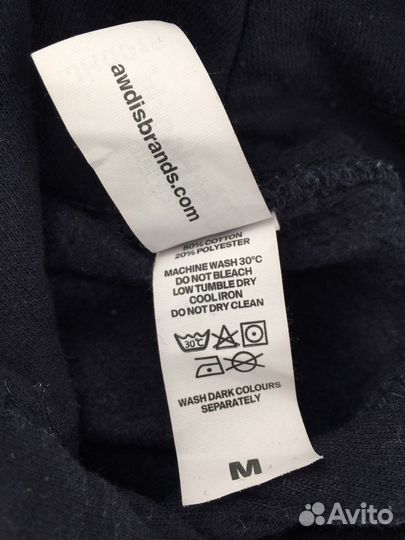 awdisbrands.com
80% COTTON
20% POLYESTER
MACHINE WASH 30°C
DO NOT BLEACH
LOW TUMBLE DRY
COOL IRON
DO NOT DRY CLEAN
30°C
WASH DARK COLOURS
SEPARATELY
M
Avito